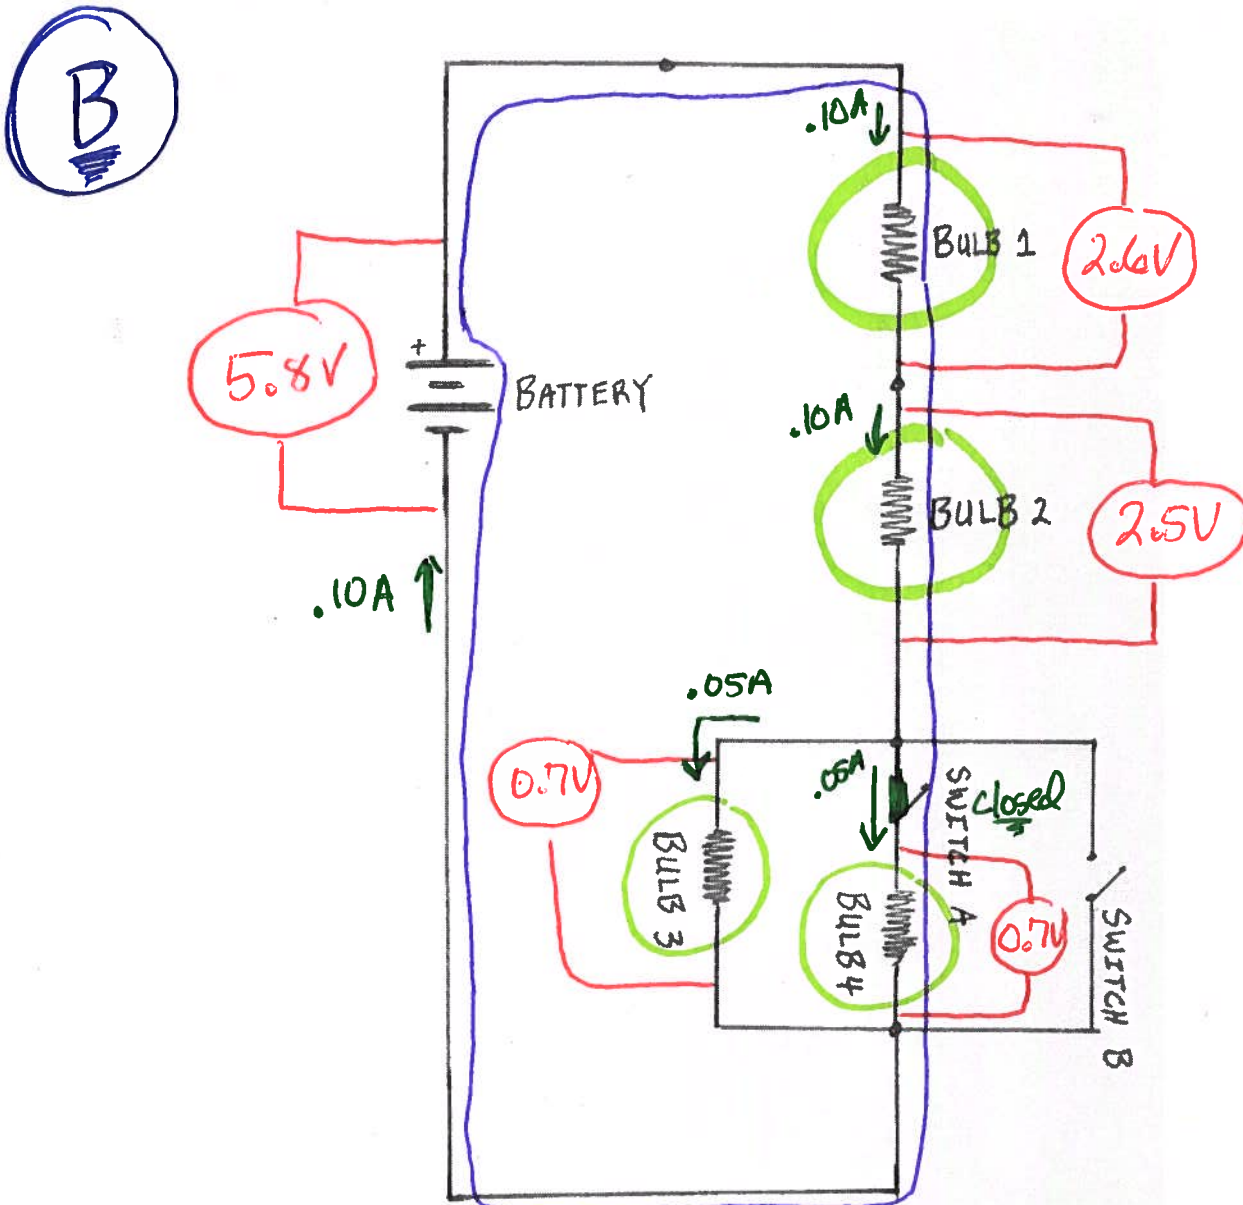 B
.10A
BULB 1
2.6V
+
5.8V
BATTERY
.10A
BULB 2
2.5V
.10A
.05A
0.7V
.05A
SWITCH A
closed
BULB 3
BULB 4
0.7V
SWITCH B